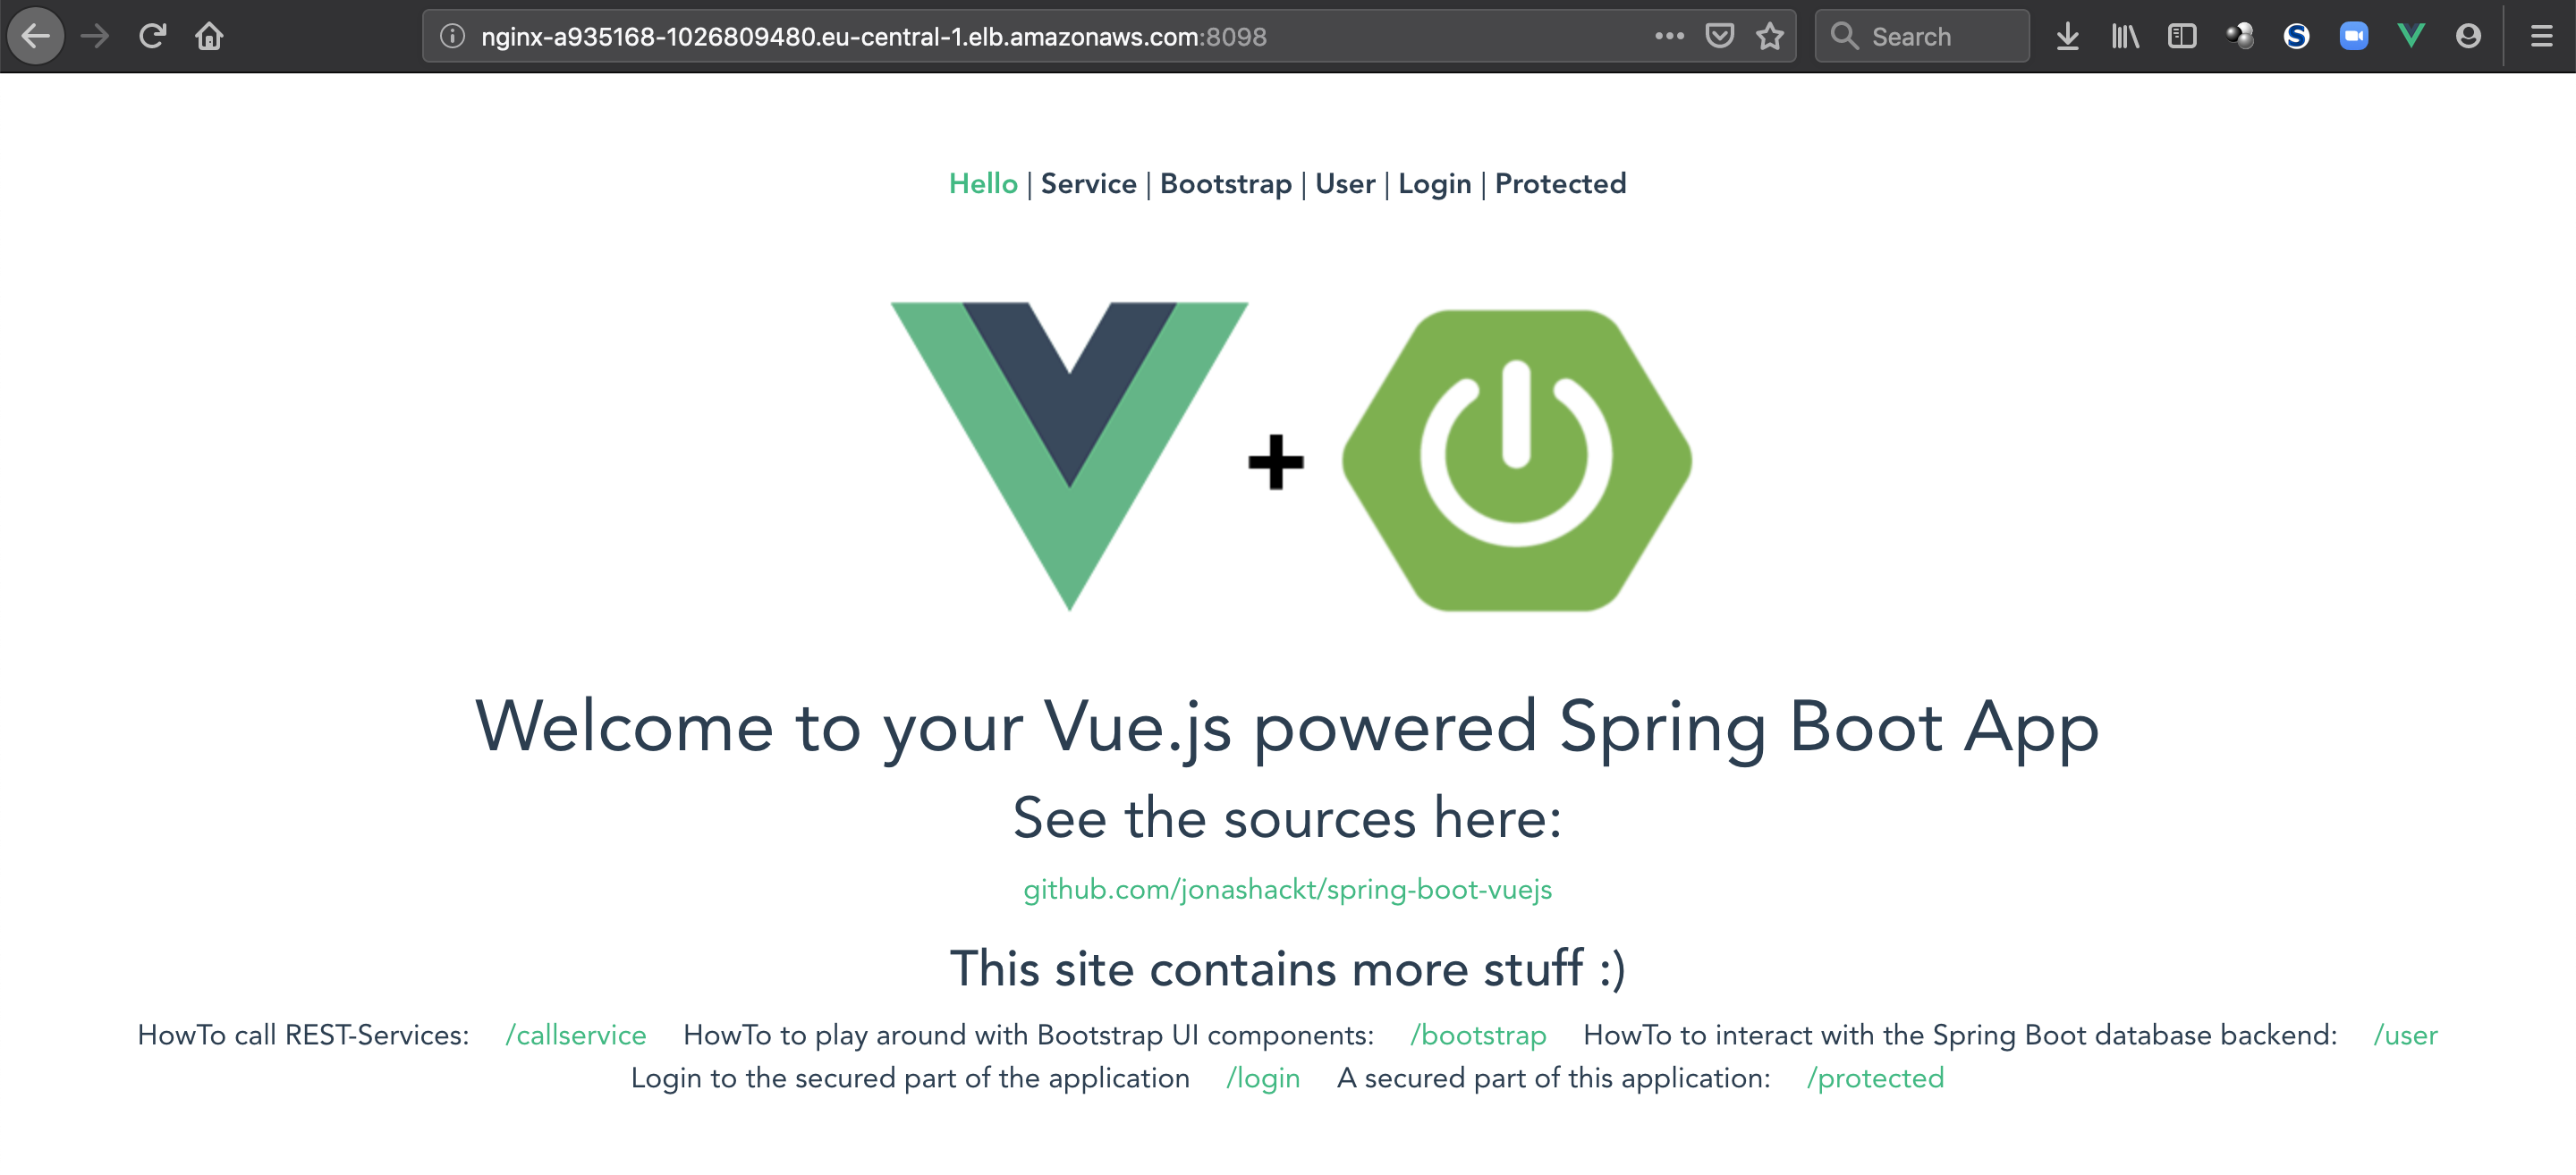 nginx-a935168-1026809480.eu-central-1.elb.amazonaws.com:8098 Search
Hello | Service | Bootstrap | User | Login | Protected
Welcome to your Vue.js powered Spring Boot App
See the sources here:
github.com/jonashackt/spring-boot-vuejs
This site contains more stuff :)
HowTo call REST-Services: /callservice HowTo to play around with Bootstrap UI components: /bootstrap HowTo to interact with the Spring Boot database backend: /user
Login to the secured part of the application /login A secured part of this application: /protected